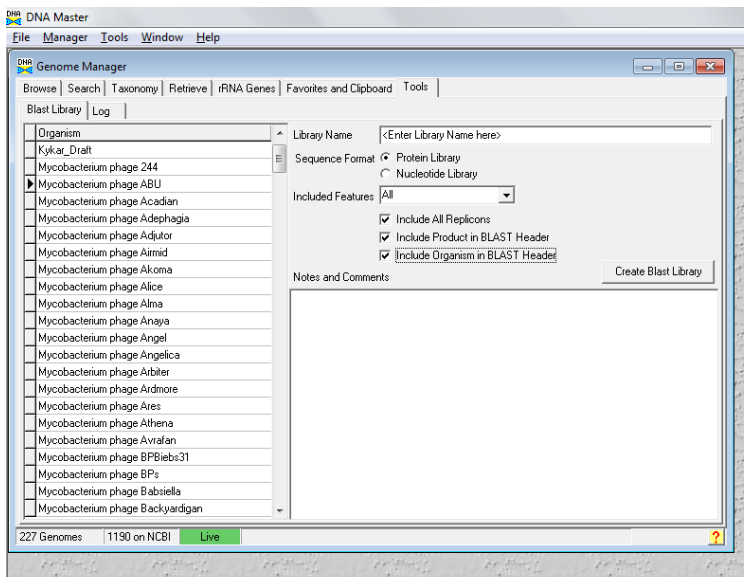 DNA DNA Master
File Manager Tools Window Help
DNA Genome Manager
Browse Search Taxonomy Retrieve rRNA Genes Favorites and Clipboard Tools
Blast Library Log
Organism
Kykar_Draft
Mycobacterium phage 244
Mycobacterium phage ABU
Mycobacterium phage Acadian
Mycobacterium phage Adephagia
Mycobacterium phage Adjutor
Mycobacterium phage Airmid
Mycobacterium phage Akoma
Mycobacterium phage Alice
Mycobacterium phage Alma
Mycobacterium phage Anaya
Mycobacterium phage Angel
Mycobacterium phage Angelica
Mycobacterium phage Arbiter
Mycobacterium phage Ardmore
Mycobacterium phage Ares
Mycobacterium phage Athena
Mycobacterium phage Avrafan
Mycobacterium phage BPBiebs31
Mycobacterium phage BPs
Mycobacterium phage Babsiella
Mycobacterium phage Backyardigan
Library Name <Enter Library Name here>
Sequence Format Protein Library
Nucleotide Library
Included Features All
Include All Replicons
Include Product in BLAST Header
Include Organism in BLAST Header
Create Blast Library
Notes and Comments
227 Genomes 1190 on NCBI Live ?